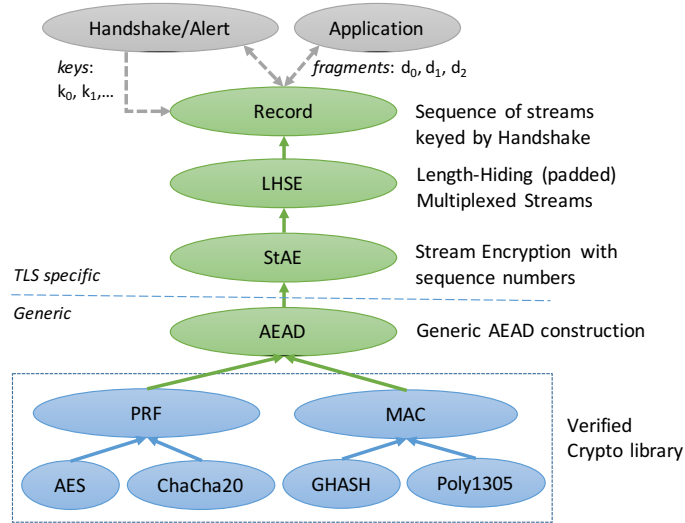 Handshake/Alert
Application
keys:
k0, k1,...
fragments: d0, d1, d2
Record
Sequence of streams
keyed by Handshake
LHSE
Length-Hiding (padded)
Multiplexed Streams
StAE
Stream Encryption with
sequence numbers
TLS specific
Generic
AEAD
Generic AEAD construction
PRF
MAC
Verified
Crypto library
AES
ChaCha20
GHASH
Poly1305